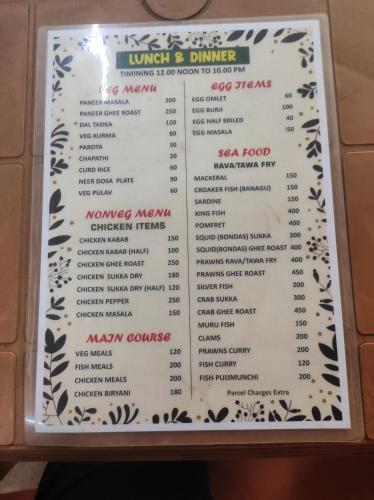 LUNCH & DINNER
TIMINING 12.00 NOON TO 10.00 PM
VEG MENU
PANEER MASALA 200
PANEER GHEE ROAST 250
DAL TADKA 120
VEG KURMA 60
PAROTA 30
CHAPATHI 20
CURD RICE 60
NEER DOSA PLATE 90
VEG PULAV 60
NONVEG MENU
CHICKEN ITEMS
CHICKEN KABAB 150
CHICKEN KABAB (HALF) 100
CHICKEN GHEE ROAST 250
CHICKEN SUKKA DRY 180
CHICKEN SUKKA DRY (HALF) 120
CHICKEN PEPPER 250
CHICKEN MASALA 150
MAIN COURSE
VEG MEALS 120
FISH MEALS 200
CHICKEN MEALS 200
CHICKEN BIRYANI 180
EGG ITEMS
EGG OMLET 60
EGG BURJI 100
EGG HALF BOILED 40
EGG MASALA 50
SEA FOOD
RAVA/TAWA FRY
MACKERAL 150
CROAKER FISH (BANAGU) 150
SARDINE 150
KING FISH 400
POMFRET 400
SQUID(BONDAS) SUKKA 300
SQUID(BONDAS) GHEE ROAST 400
PRAWNS RAVA/TAWA FRY 400
PRAWNS GHEE ROAST 450
SILVER FISH 200
CRAB SUKKA 300
CRAB GHEE ROAST 450
MURU FISH 150
CLAMS 200
PRAWNS CURRY 200
FISH CURRY 120
FISH PULIMUNCHI 200
Parcel Charges Extra